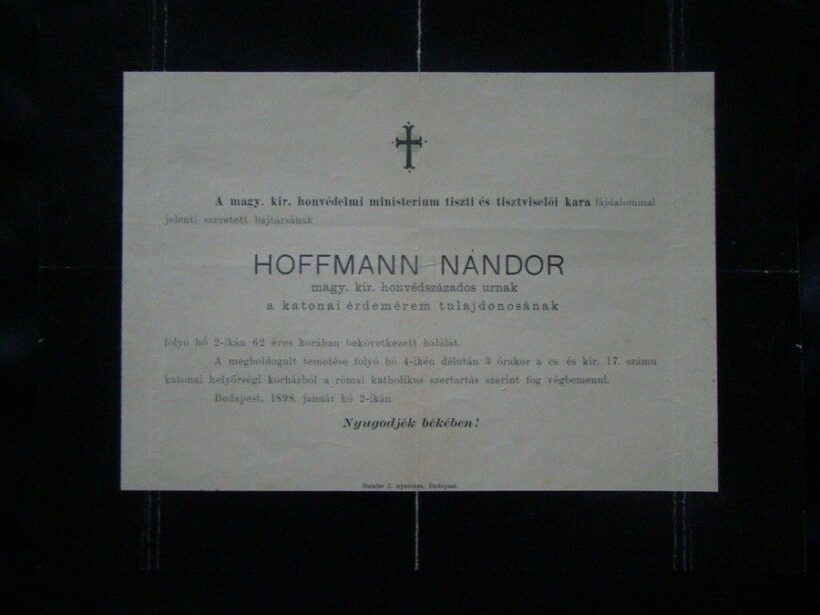 A magy. kir. honvédelmi ministerium tiszti és tisztviselői kara fájdalommal
jelenti szeretett bajtársának
HOFFMANN NÁNDOR
magy. kir. honvédszázados urnak
a katonai érdemérem tulajdonosának
folyó hó 2-ikán 62 éves korában bekövetkezett halálát.
A megboldogult temetése folyó hó 4-ikén délután 3 órakor a cs. és kir. 17. számu
katonai helyőrségi kórházból a római katholikus szertartás szerint fog végbemenni.
Budapest, 1898. január hó 2-ikán.
Nyugodjék békében!
Heisler J. nyomása, Budapest.